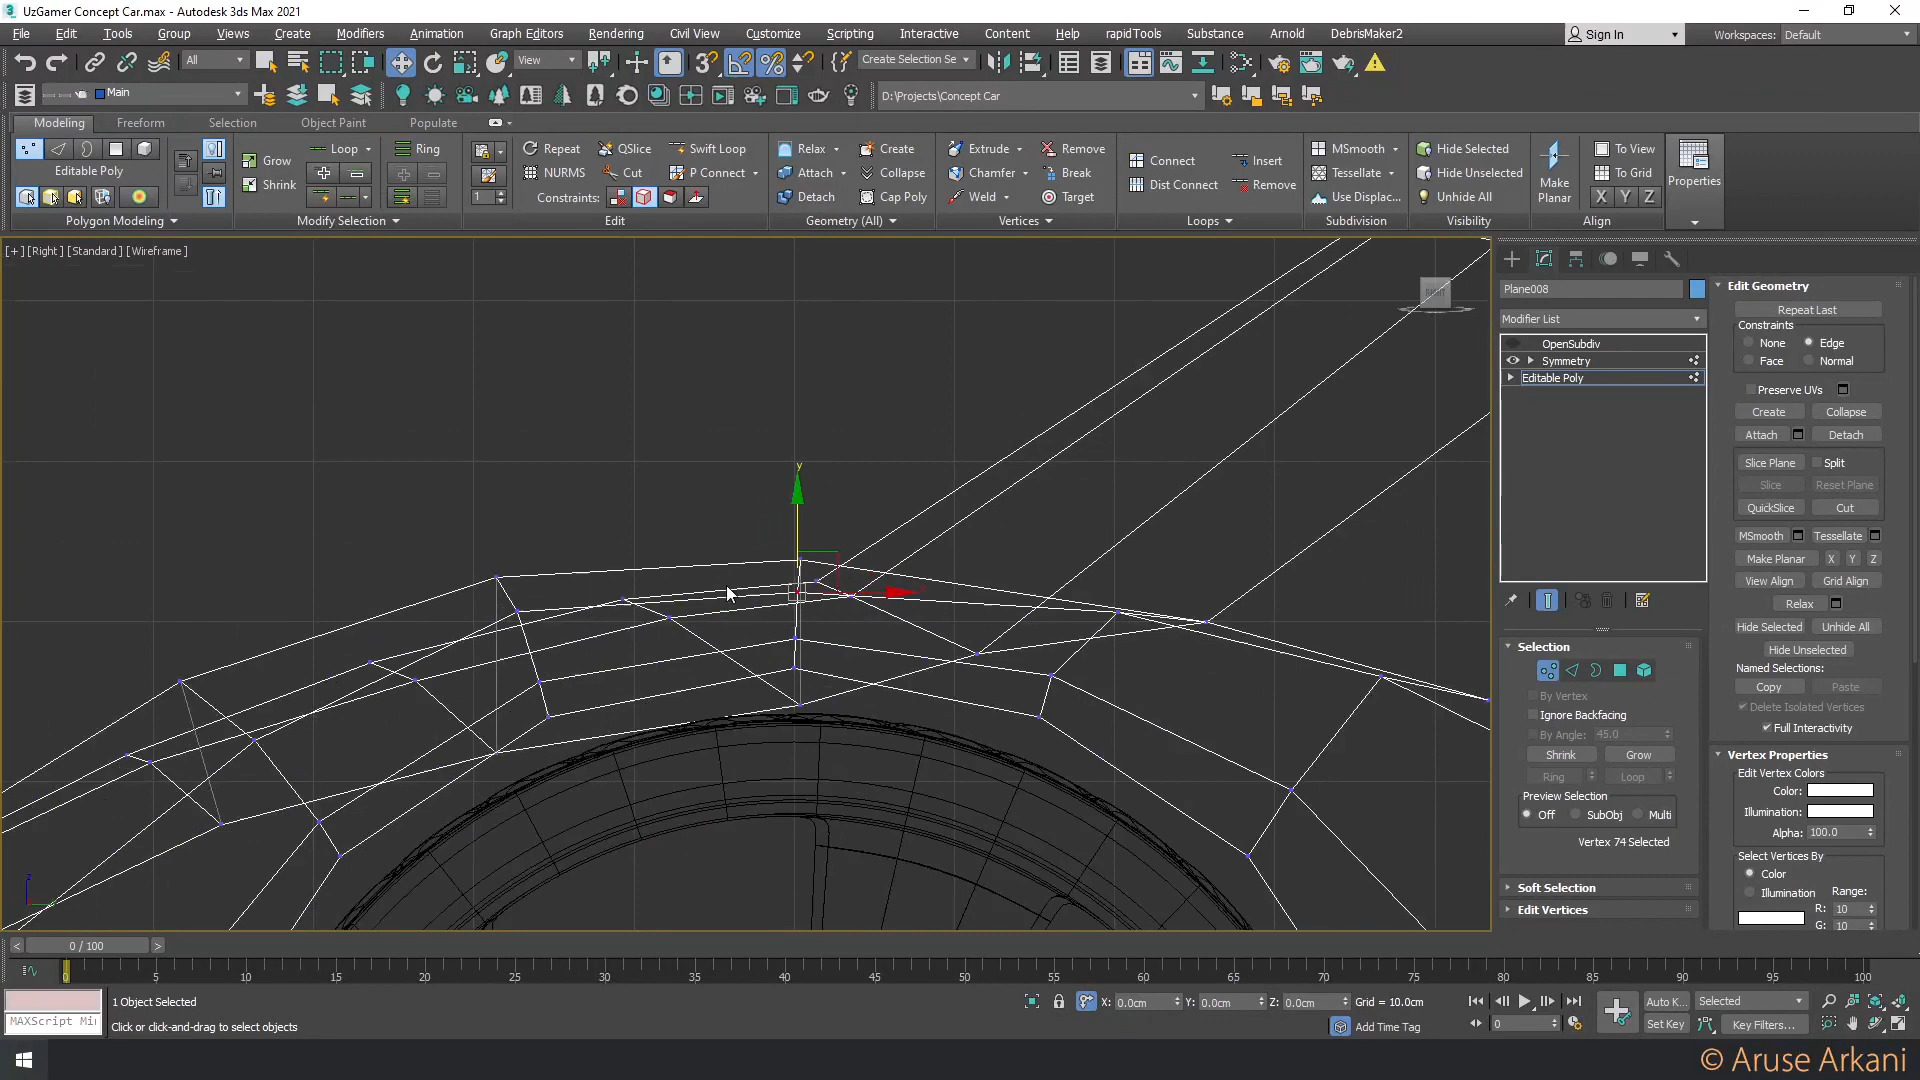 UzGamer Concept Car.max - Autodesk 3ds Max 2021
File Edit Tools Group Views Create Modifiers Animation Graph Editors Rendering Civil View Customize Scripting Interactive Content Help rapidTools Substance Arnold DebrisMaker2 Sign In Workspaces: Default
All View 3 Create Selection Se
Main D:\Projects\Concept Car
Modeling Freeform Selection Object Paint Populate
Loop Ring Repeat QSlice Swift Loop Relax Create Extrude Remove MSmooth Hide Selected To View
Editable Poly Grow Shrink NURMS Cut P Connect Attach Collapse Chamfer Break Connect Insert Tessellate Hide Unselected Make Planar To Grid Properties
1 Constraints: Detach Cap Poly Weld Target Dist Connect Remove Use Displac... Unhide All X Y Z
Polygon Modeling Modify Selection Edit Geometry (All) Vertices Loops Subdivision Visibility Align
[+] [Right] [Standard] [Wireframe]
y
z
Plane008
Modifier List
OpenSubdiv
Symmetry
Editable Poly
Selection
By Vertex
Ignore Backfacing
By Angle: 45.0
Shrink Grow
Ring Loop
Preview Selection
Off SubObj Multi
Vertex 74 Selected
Soft Selection
Edit Vertices
Edit Geometry
Repeat Last
Constraints
None Edge
Face Normal
Preserve UVs
Create Collapse
Attach Detach
Slice Plane Split
Slice Reset Plane
QuickSlice Cut
MSmooth Tessellate
Make Planar X Y Z
View Align Grid Align
Relax
Hide Selected Unhide All
Hide Unselected
Named Selections:
Copy Paste
Delete Isolated Vertices
Full Interactivity
Vertex Properties
Edit Vertex Colors
Color:
Illumination:
Alpha: 100.0
Select Vertices By
Color
Illumination Range:
R: 10
G: 10
< 0 / 100 >
0 5 10 15 20 25 30 35 40 45 50 55 60 65 70 75 80 85 90 95 100
1 Object Selected X: 0.0cm Y: 0.0cm Z: 0.0cm Grid = 10.0cm Auto K... Selected
MAXScript Mi Click or click-and-drag to select objects Add Time Tag 0 Set Key Key Filters...
© Aruse Arkani